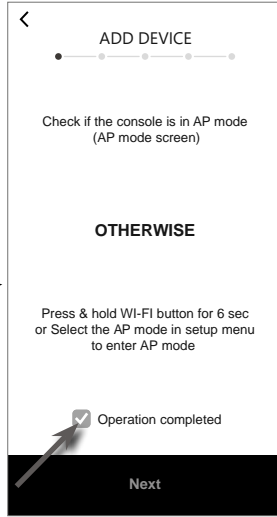 ADD DEVICE
Check if the console is in AP mode
(AP mode screen)
OTHERWISE
Press & hold WI-FI button for 6 sec
or Select the AP mode in setup menu
to enter AP mode
Operation completed
Next